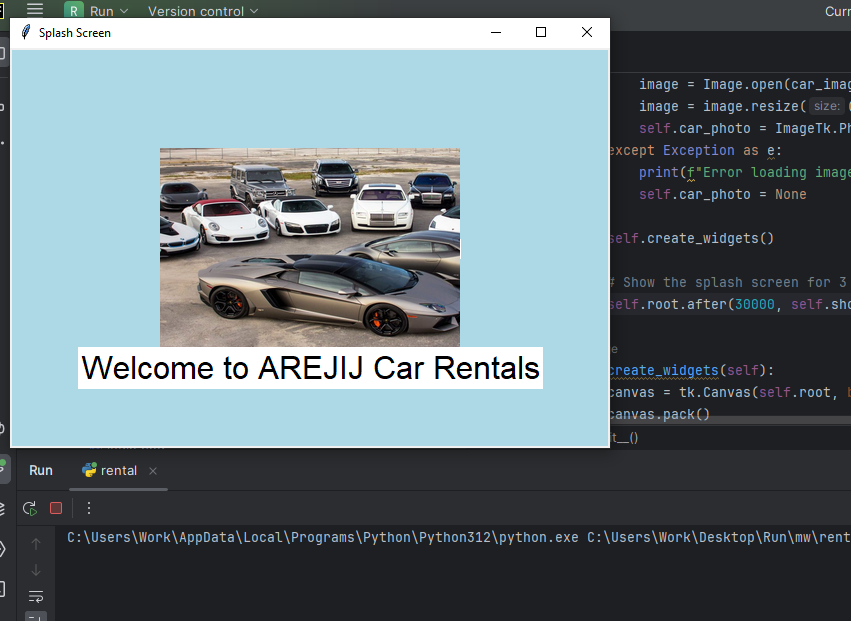 R Run Version control
Splash Screen
image = Image.open(car_imag
image = image.resize( size: (
self.car_photo = ImageTk.Ph
except Exception as e:
print(f"Error loading image
self.car_photo = None
self.create_widgets()
# Show the splash screen for 3
self.root.after(30000, self.sho
create_widgets(self):
canvas = tk.Canvas(self.root,
canvas.pack()
Welcome to AREJIJ Car Rentals
Run rental
C:\Users\Work\AppData\Local\Programs\Python\Python312\python.exe C:\Users\Work\Desktop\Run\mw\rent